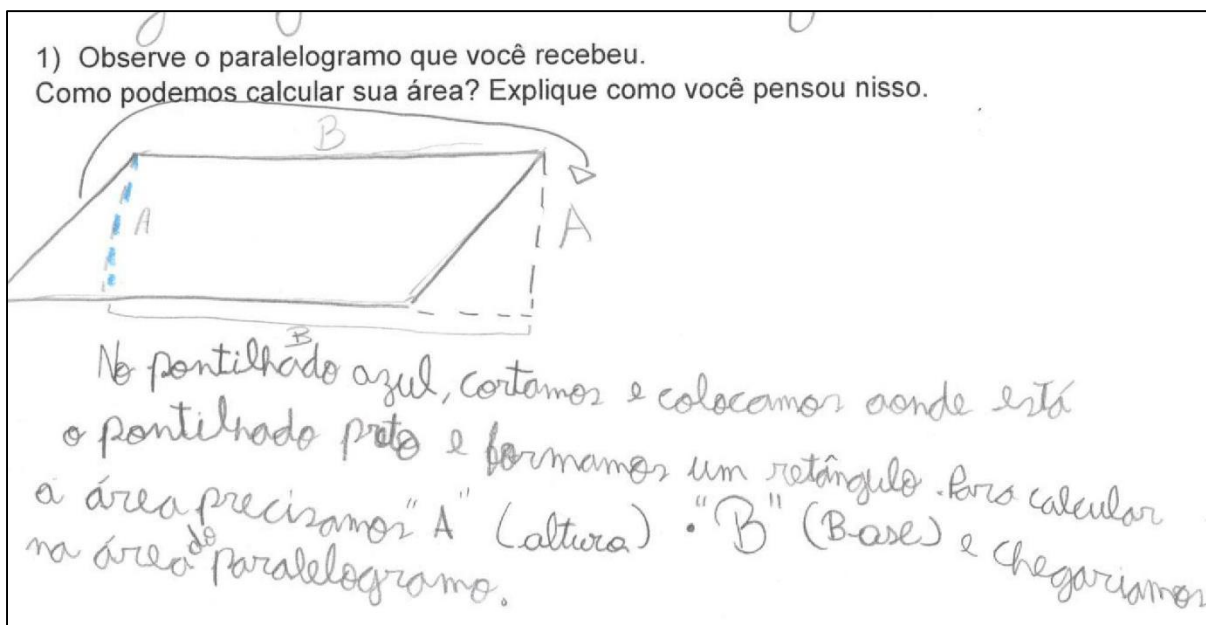 1) Observe o paralelogramo que você recebeu.
Como podemos calcular sua área? Explique como você pensou nisso.
B
A
A
B
No pontilhado azul, cortamos e colocamos aonde está
o pontilhado preto e formamos um retângulo. Para calcular
a área precisamos "A" (altura) · "B" (Base) e chegariamos
na área do paralelogramo.